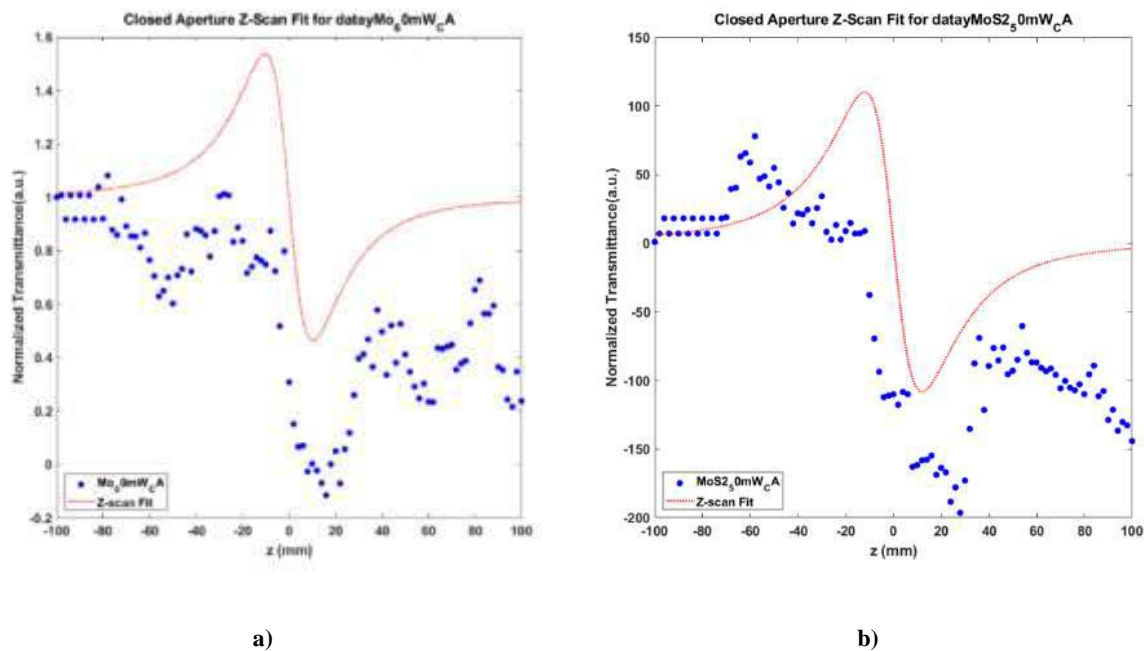 Closed Aperture Z-Scan Fit for datayMo60mWCA
1.6
1.4
1.2
1
0.8
0.6
0.4
0.2
0
-0.2
Normalized Transmittance(a.u.)
Mo60mWCA
Z-scan Fit
-100 -80 -60 -40 -20 0 20 40 60 80 100
z (mm)
a)
Closed Aperture Z-Scan Fit for datayMoS250mWCA
150
100
50
0
-50
-100
-150
-200
Normalized Transmittance(a.u.)
MoS250mWCA
Z-scan Fit
-100 -80 -60 -40 -20 0 20 40 60 80 100
z (mm)
b)